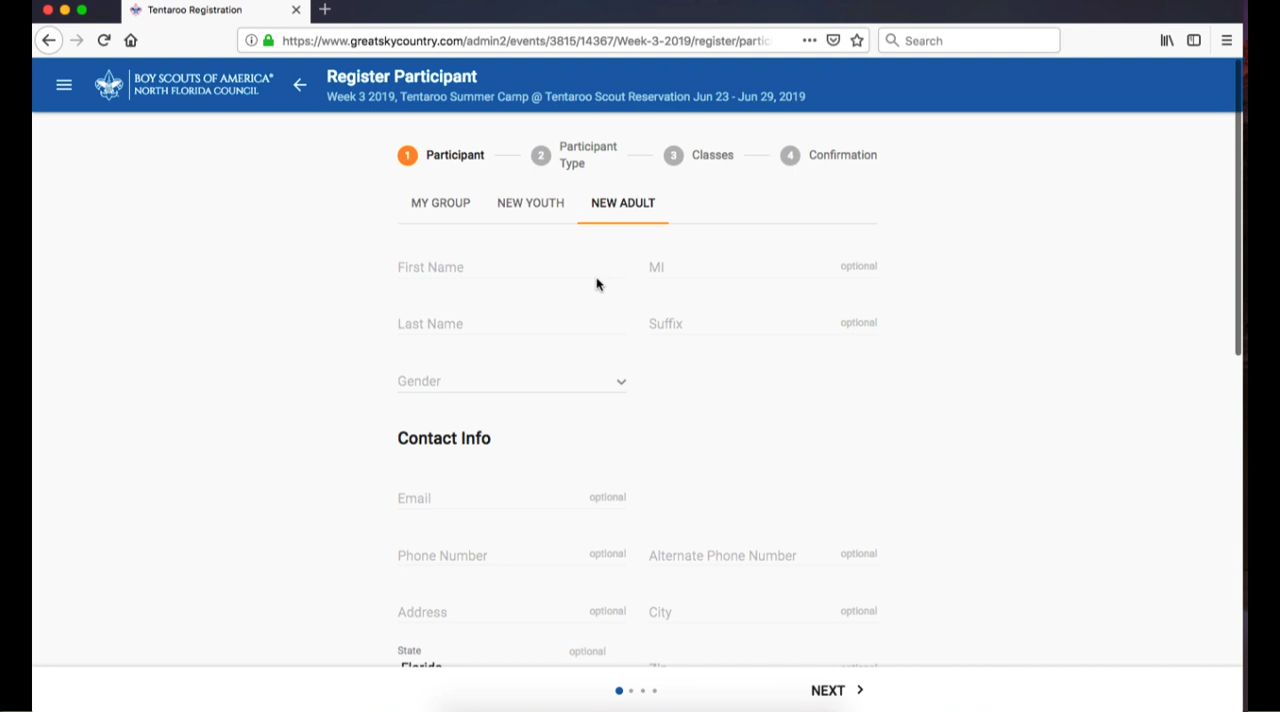 Tentaroo Registration
https://www.greatskycountry.com/admin2/events/3815/14367/Week-3-2019/register/partic
Search
BOY SCOUTS OF AMERICA®
NORTH FLORIDA COUNCIL
Register Participant
Week 3 2019, Tentaroo Summer Camp @ Tentaroo Scout Reservation Jun 23 - Jun 29, 2019
1 Participant 2 Participant Type 3 Classes 4 Confirmation
MY GROUP NEW YOUTH NEW ADULT
First Name MI optional
Last Name Suffix optional
Gender
Contact Info
Email optional
Phone Number optional Alternate Phone Number optional
Address optional City optional
State optional
Florida Zip optional
NEXT